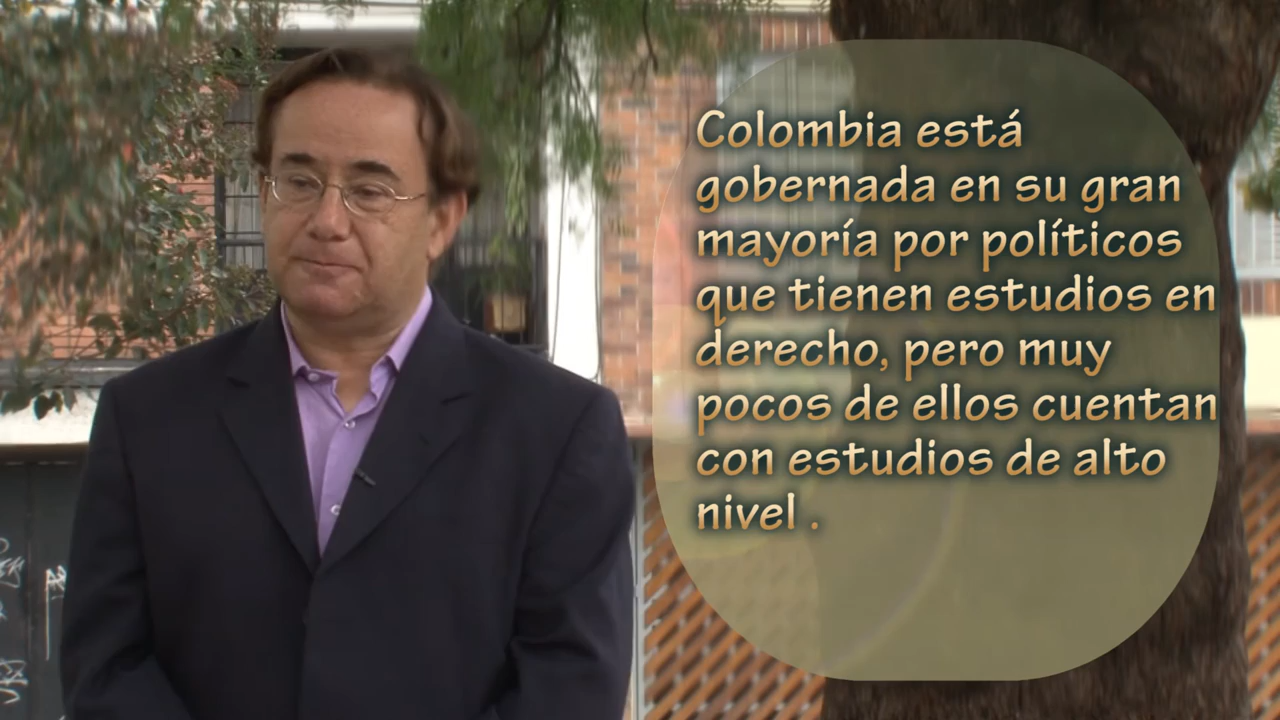 Colombia está
gobernada en su gran
mayoría por políticos
que tienen estudios en
derecho, pero muy
pocos de ellos cuentan
con estudios de alto
nivel .